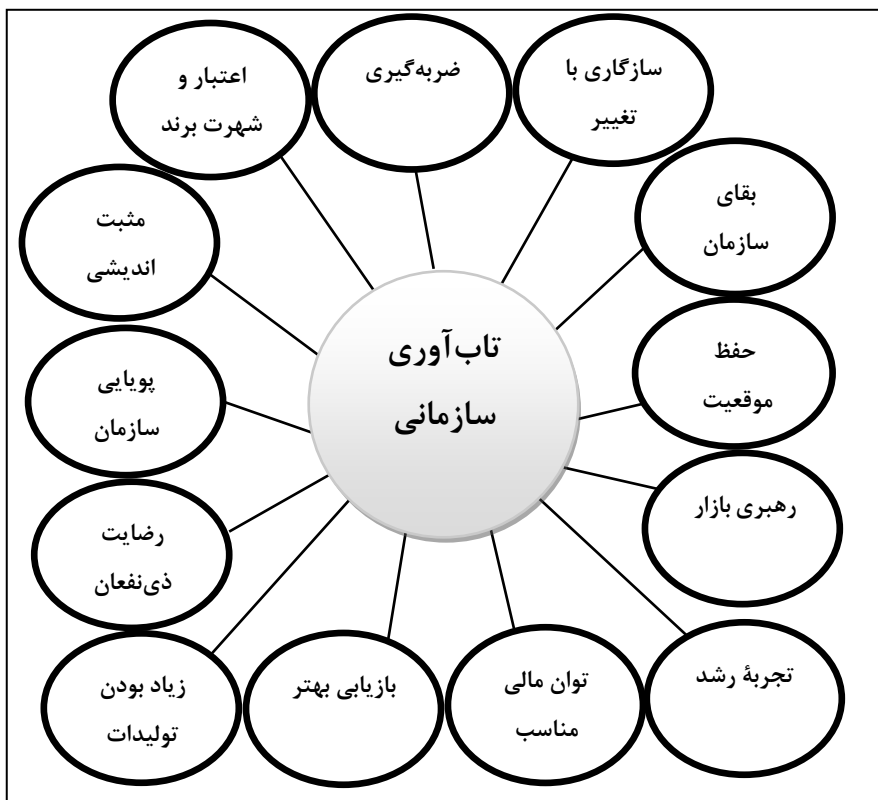 سازگاری با
تغییر
ضربه‌گیری
اعتبار و
شهرت برند
بقای
سازمان
مثبت
اندیشی
تاب‌آوری
سازمانی
حفظ
موقعیت
پویایی
سازمان
رهبری بازار
رضایت
ذی‌نفعان
تجربۀ رشد
توان مالی
مناسب
بازیابی بهتر
زیاد بودن
تولیدات